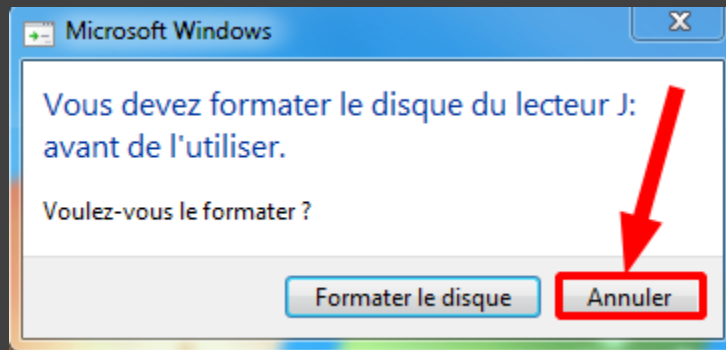 Microsoft Windows
Vous devez formater le disque du lecteur J:
avant de l'utiliser.
Voulez-vous le formater ?
Formater le disque Annuler